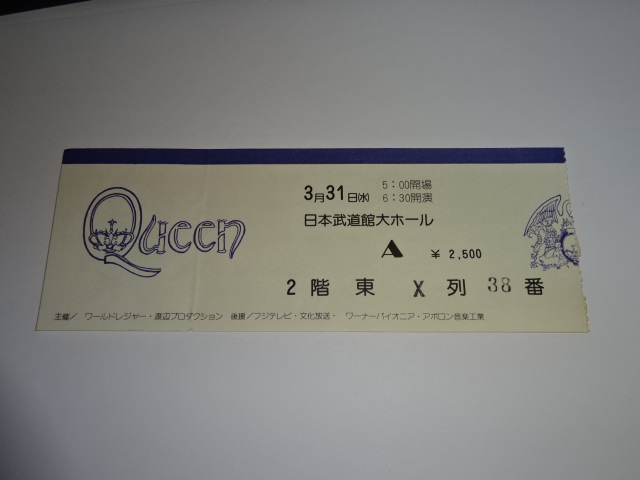 Queen
3月31日(水) 5:00開場
6:30開演
日本武道館大ホール
A ¥ 2,500
2 階 東 X 列 38 番
主催/ ワールドレジャー・渡辺プロダクション 後援/フジテレビ・文化放送・ ワーナーパイオニア・アポロン音楽工業